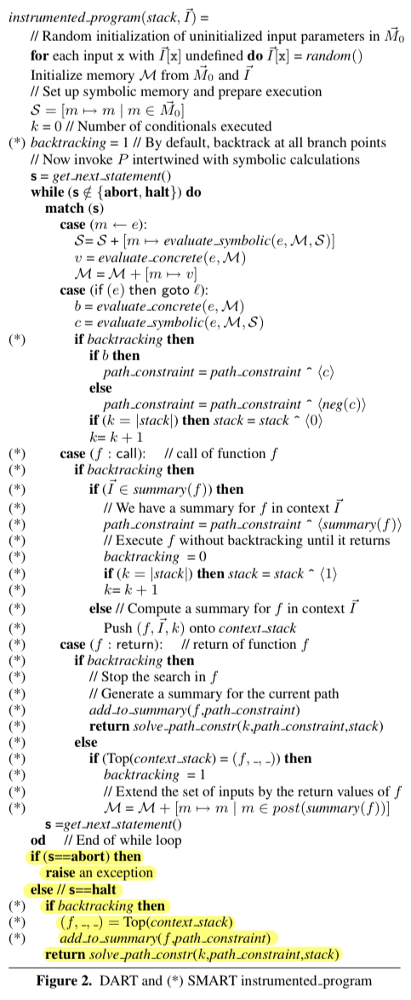 instrumented_program(stack, I⃗) =
// Random initialization of uninitialized input parameters in M⃗₀
for each input x with I⃗[x] undefined do I⃗[x] = random()
Initialize memory ℳ from M⃗₀ and I⃗
// Set up symbolic memory and prepare execution
𝒮 = [m ↦ m | m ∈ M⃗₀]
k = 0 // Number of conditionals executed
(*) backtracking = 1 // By default, backtrack at all branch points
// Now invoke P intertwined with symbolic calculations
s = get_next_statement()
while (s ∉ {abort, halt}) do
match (s)
case (m ← e):
𝒮= 𝒮 + [m ↦ evaluate_symbolic(e, ℳ, 𝒮)]
v = evaluate_concrete(e, ℳ)
ℳ = ℳ + [m ↦ v]
case (if (e) then goto ℓ):
b = evaluate_concrete(e, ℳ)
c = evaluate_symbolic(e, ℳ, 𝒮)
(*) if backtracking then
if b then
path_constraint = path_constraint ^ ⟨c⟩
else
path_constraint = path_constraint ^ ⟨neg(c)⟩
if (k = |stack|) then stack = stack ^ ⟨0⟩
k= k + 1
(*) case (f : call): // call of function f
(*) if backtracking then
(*) if (I⃗ ∈ summary(f)) then
(*) // We have a summary for f in context I⃗
(*) path_constraint = path_constraint ^ ⟨summary(f)⟩
(*) // Execute f without backtracking until it returns
(*) backtracking = 0
(*) if (k = |stack|) then stack = stack ^ ⟨1⟩
(*) k= k + 1
(*) else // Compute a summary for f in context I⃗
(*) Push (f, I⃗, k) onto context_stack
(*) case (f : return): // return of function f
(*) if backtracking then
(*) // Stop the search in f
(*) // Generate a summary for the current path
(*) add_to_summary(f,path_constraint)
(*) return solve_path_constr(k,path_constraint,stack)
(*) else
(*) if (Top(context_stack) = (f, _, _)) then
(*) backtracking = 1
(*) // Extend the set of inputs by the return values of f
(*) ℳ = ℳ + [m ↦ m | m ∈ post(summary(f))]
s =get_next_statement()
od // End of while loop
if (s==abort) then
raise an exception
else // s==halt
(*) if backtracking then
(*) (f, _, _) = Top(context_stack)
(*) add_to_summary(f,path_constraint)
return solve_path_constr(k,path_constraint,stack)
Figure 2. DART and (*) SMART instrumented_program